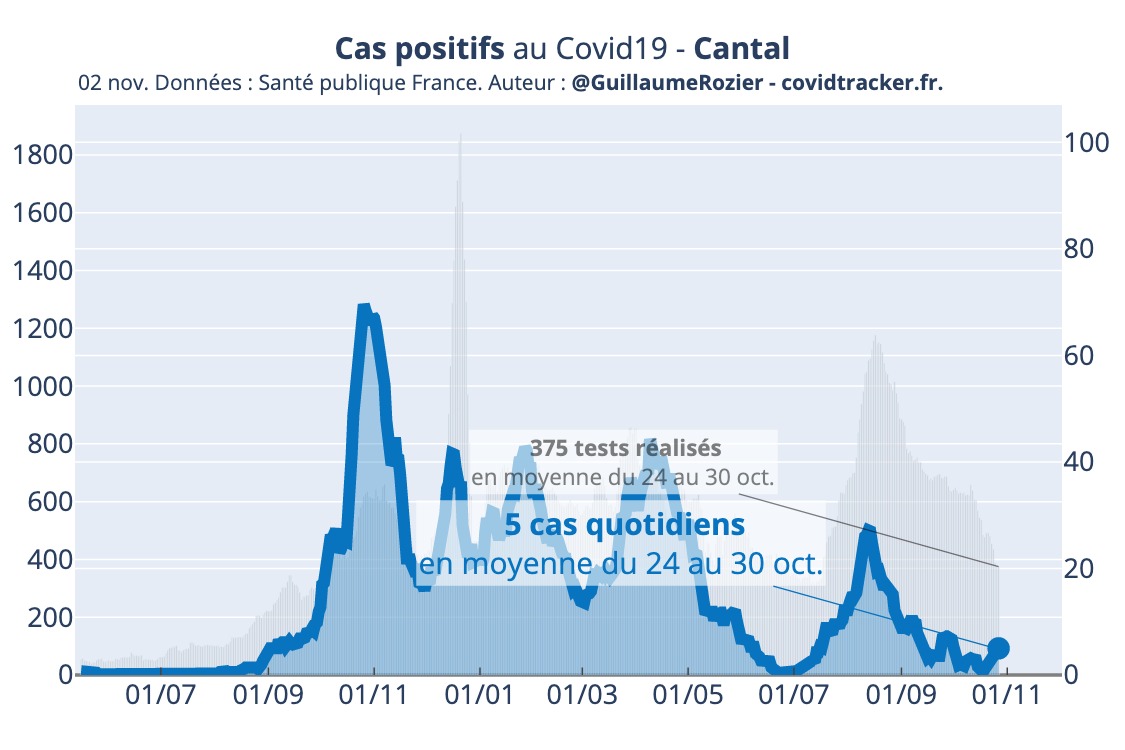 Cas positifs au Covid19 - Cantal
02 nov. Données : Santé publique France. Auteur : @GuillaumeRozier - covidtracker.fr.
1800
1600
1400
1200
1000
800
600
400
200
0
100
80
60
40
20
0
375 tests réalisés
en moyenne du 24 au 30 oct.
5 cas quotidiens
en moyenne du 24 au 30 oct.
01/07 01/09 01/11 01/01 01/03 01/05 01/07 01/09 01/11